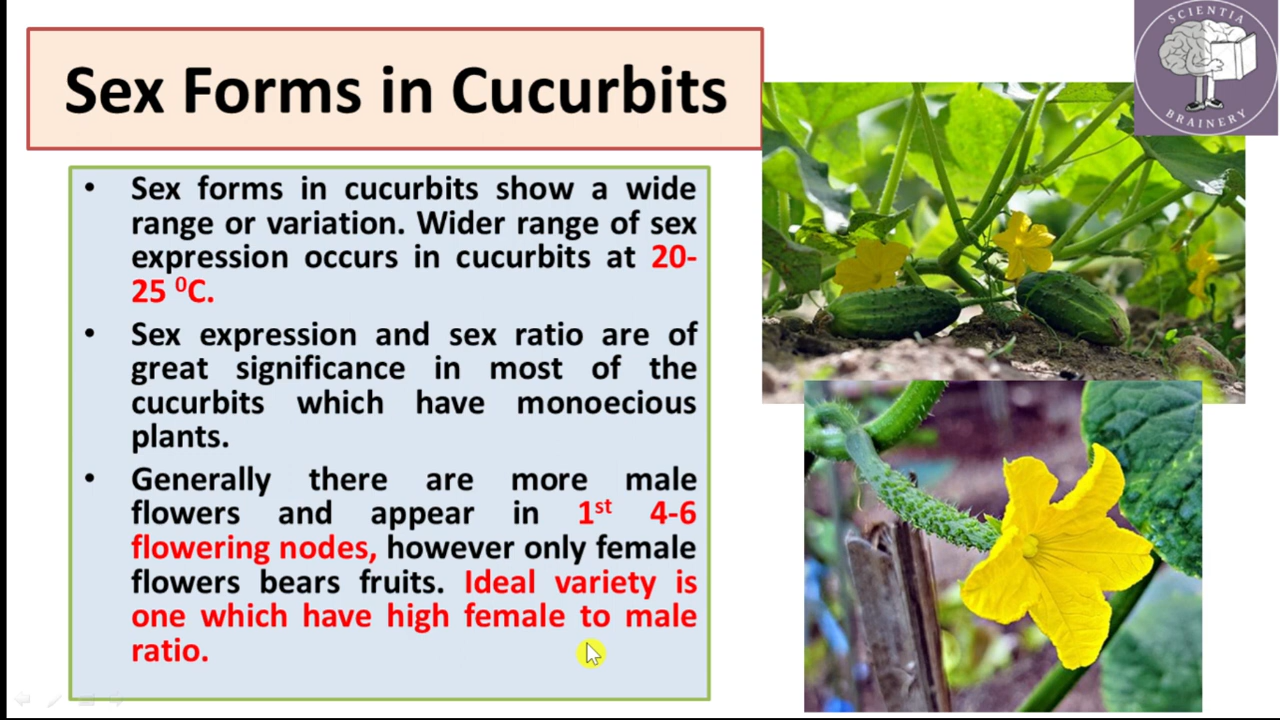 SCIENTIA
BRAINERY
Sex Forms in Cucurbits
• Sex forms in cucurbits show a wide
range or variation. Wider range of sex
expression occurs in cucurbits at 20-
25 ⁰C.
• Sex expression and sex ratio are of
great significance in most of the
cucurbits which have monoecious
plants.
• Generally there are more male
flowers and appear in 1st 4-6
flowering nodes, however only female
flowers bears fruits. Ideal variety is
one which have high female to male
ratio.